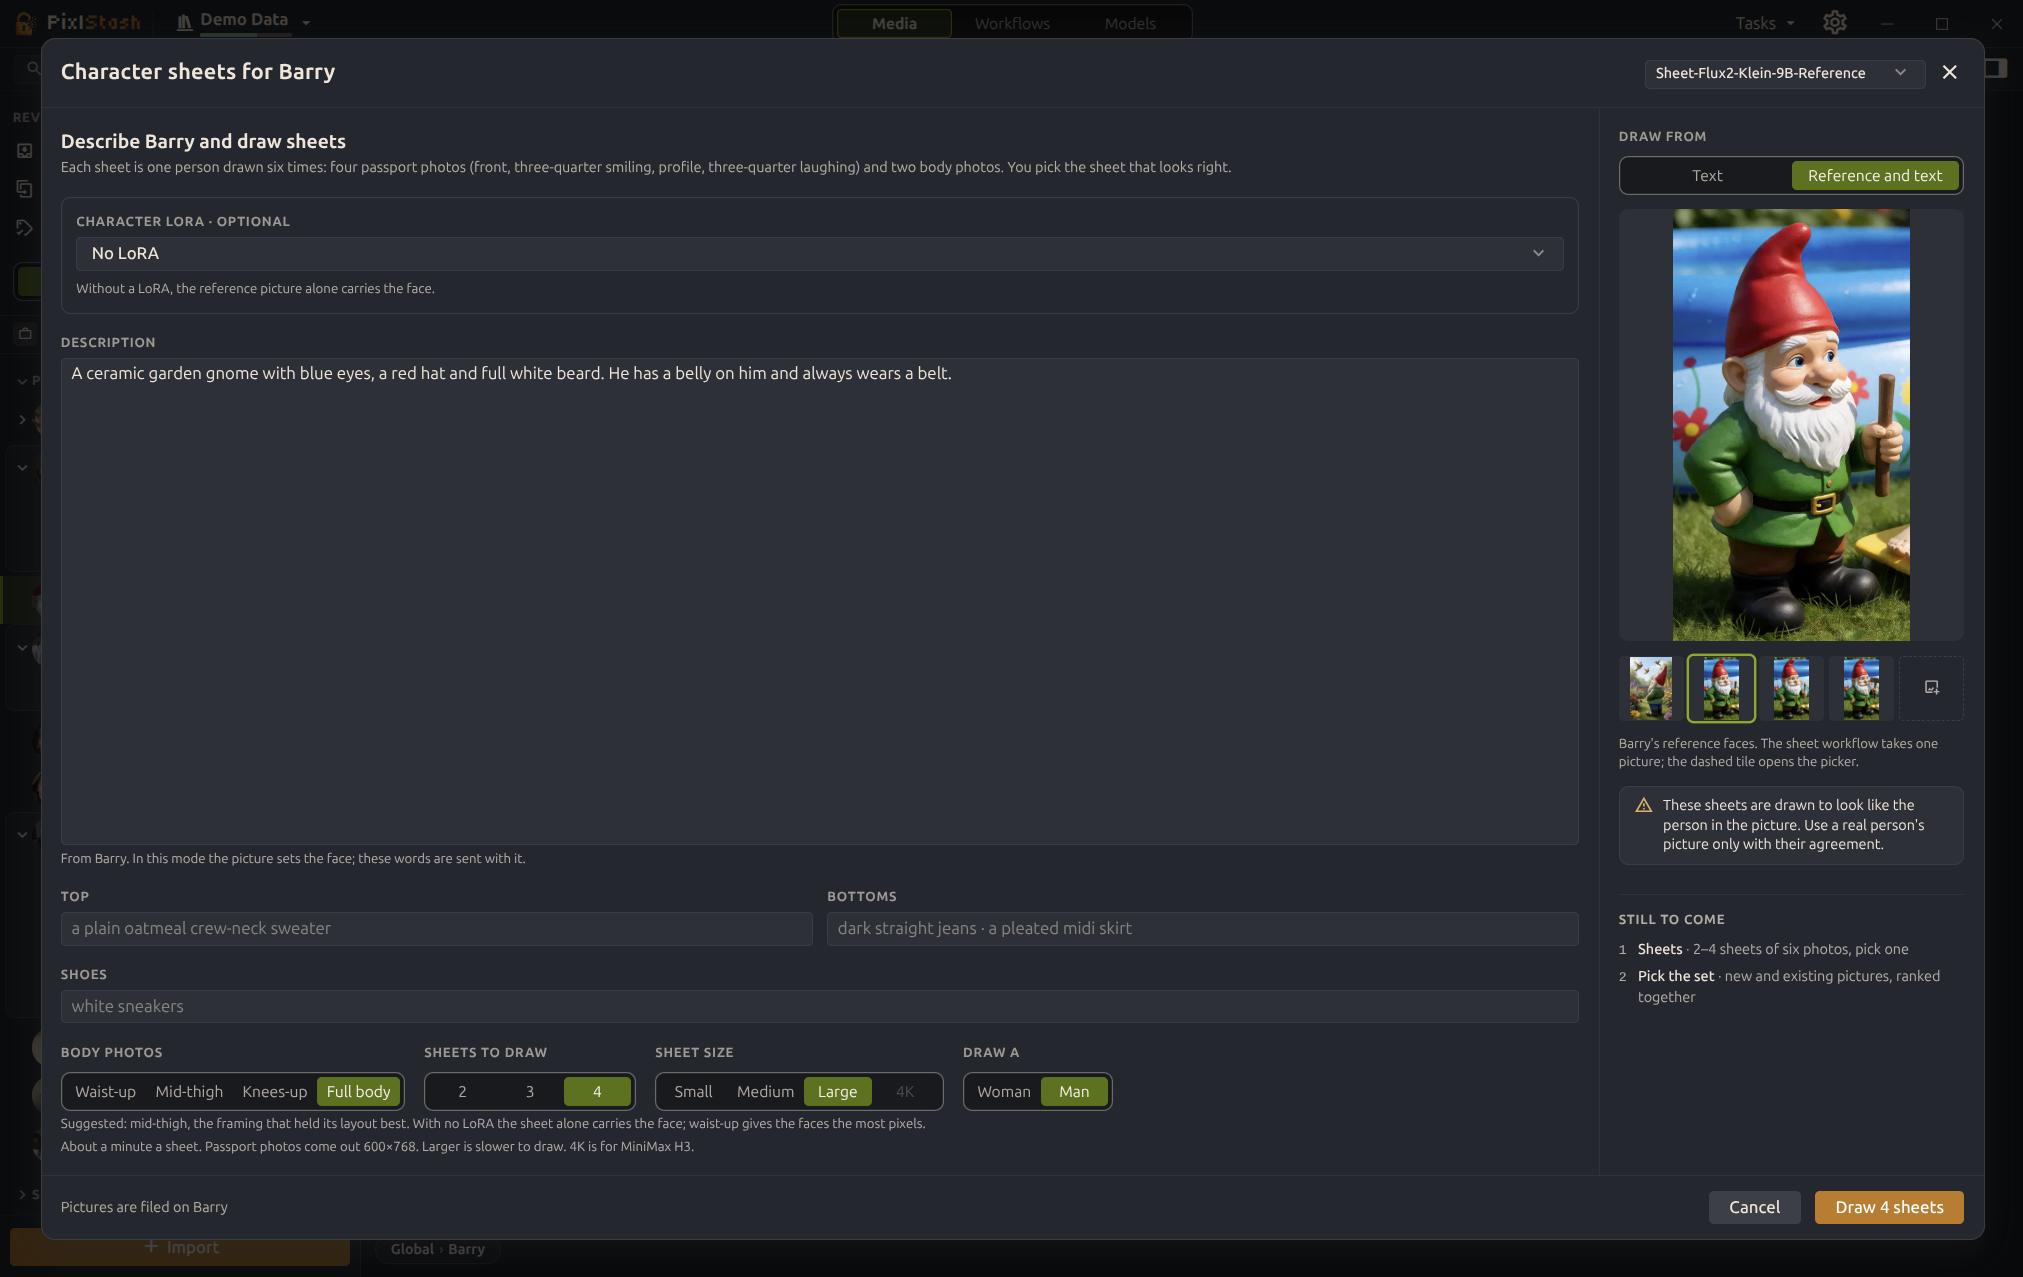 PixlStash
Demo Data
Media
Workflows
Models
Tasks
Character sheets for Barry
Sheet-Flux2-Klein-9B-Reference
REV
Describe Barry and draw sheets
Each sheet is one person drawn six times: four passport photos (front, three-quarter smiling, profile, three-quarter laughing) and two body photos. You pick the sheet that looks right.
CHARACTER LORA · OPTIONAL
No LoRA
Without a LoRA, the reference picture alone carries the face.
DESCRIPTION
A ceramic garden gnome with blue eyes, a red hat and full white beard. He has a belly on him and always wears a belt.
From Barry. In this mode the picture sets the face; these words are sent with it.
TOP
BOTTOMS
a plain oatmeal crew-neck sweater
dark straight jeans · a pleated midi skirt
SHOES
white sneakers
BODY PHOTOS
SHEETS TO DRAW
SHEET SIZE
DRAW A
Waist-up Mid-thigh Knees-up Full body
2 3 4
Small Medium Large 4K
Woman Man
Suggested: mid-thigh, the framing that held its layout best. With no LoRA the sheet alone carries the face; waist-up gives the faces the most pixels.
About a minute a sheet. Passport photos come out 600×768. Larger is slower to draw. 4K is for MiniMax H3.
DRAW FROM
Text
Reference and text
Barry's reference faces. The sheet workflow takes one
picture; the dashed tile opens the picker.
These sheets are drawn to look like the
person in the picture. Use a real person's
picture only with their agreement.
STILL TO COME
1 Sheets · 2–4 sheets of six photos, pick one
2 Pick the set · new and existing pictures, ranked
together
Pictures are filed on Barry
Cancel
Draw 4 sheets
+ Import
Global › Barry